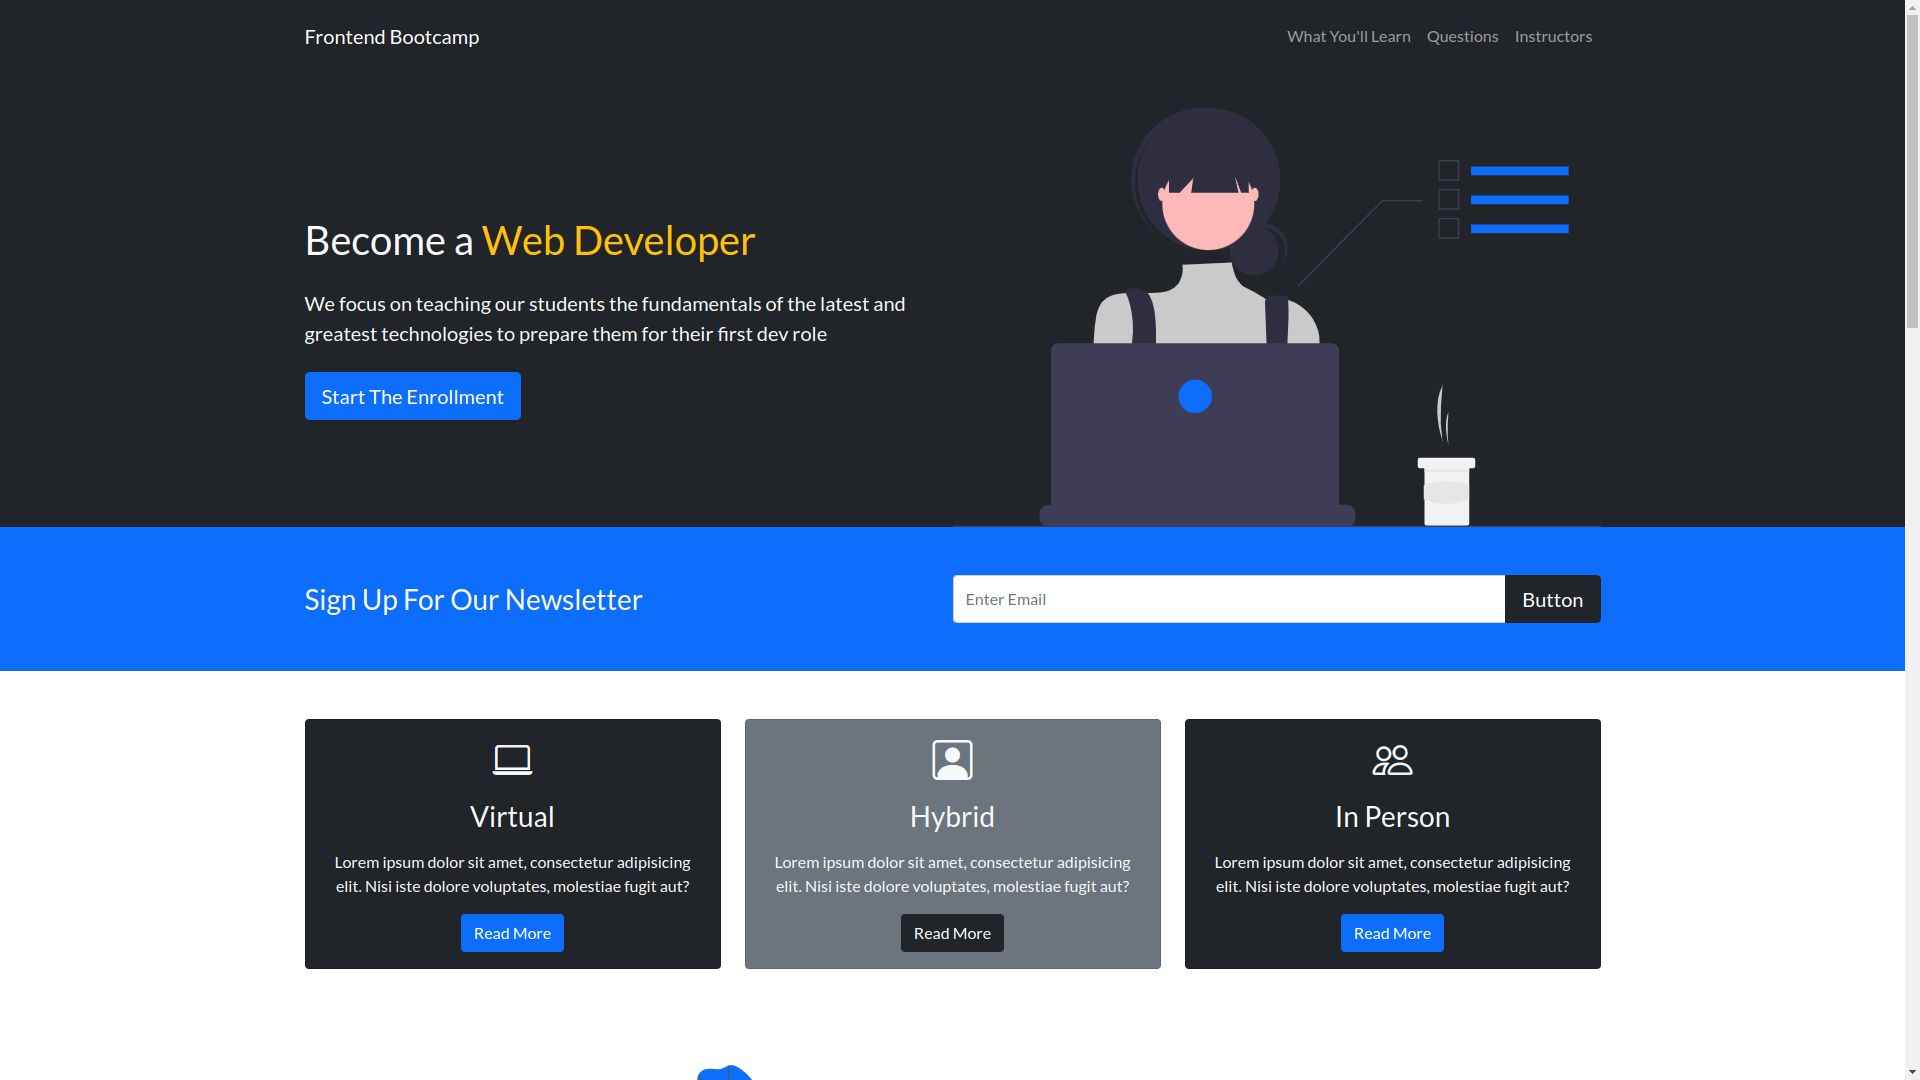 Frontend Bootcamp
What You'll Learn
Questions
Instructors
Become a Web Developer
We focus on teaching our students the fundamentals of the latest and
greatest technologies to prepare them for their first dev role
Start The Enrollment
Sign Up For Our Newsletter
Enter Email
Button
Virtual
Lorem ipsum dolor sit amet, consectetur adipisicing
elit. Nisi iste dolore voluptates, molestiae fugit aut?
Read More
Hybrid
Lorem ipsum dolor sit amet, consectetur adipisicing
elit. Nisi iste dolore voluptates, molestiae fugit aut?
Read More
In Person
Lorem ipsum dolor sit amet, consectetur adipisicing
elit. Nisi iste dolore voluptates, molestiae fugit aut?
Read More